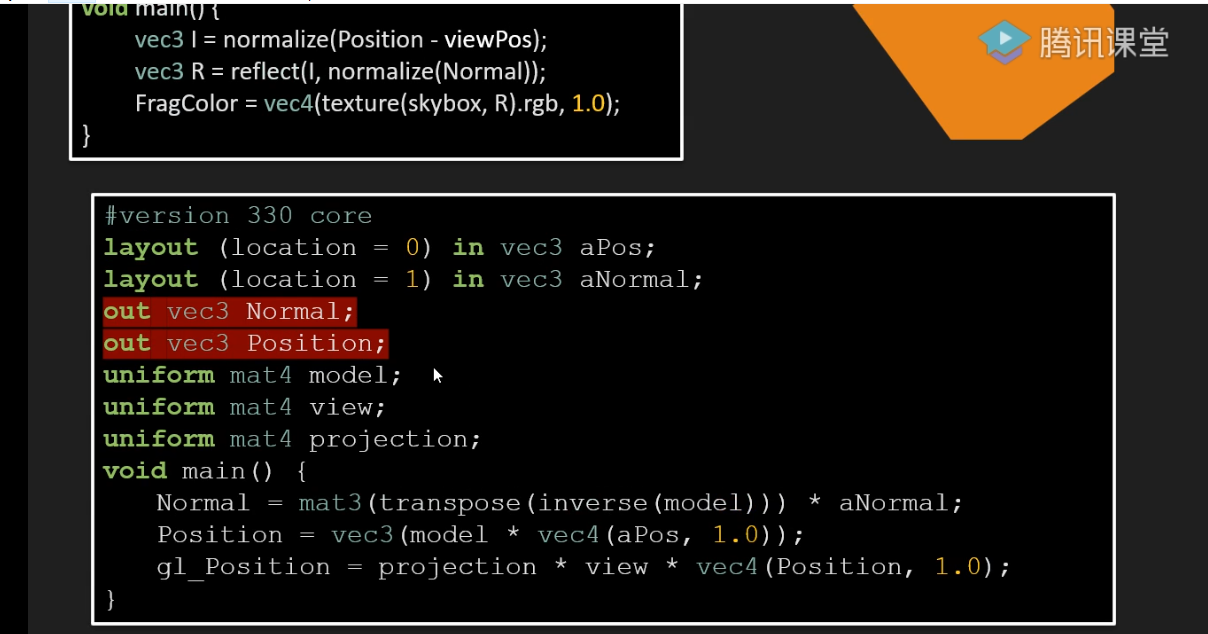 void main() {
vec3 I = normalize(Position - viewPos);
vec3 R = reflect(I, normalize(Normal));
FragColor = vec4(texture(skybox, R).rgb, 1.0);
}
腾讯课堂
#version 330 core
layout (location = 0) in vec3 aPos;
layout (location = 1) in vec3 aNormal;
out vec3 Normal;
out vec3 Position;
uniform mat4 model;
uniform mat4 view;
uniform mat4 projection;
void main() {
Normal = mat3(transpose(inverse(model))) * aNormal;
Position = vec3(model * vec4(aPos, 1.0));
gl_Position = projection * view * vec4(Position, 1.0);
}